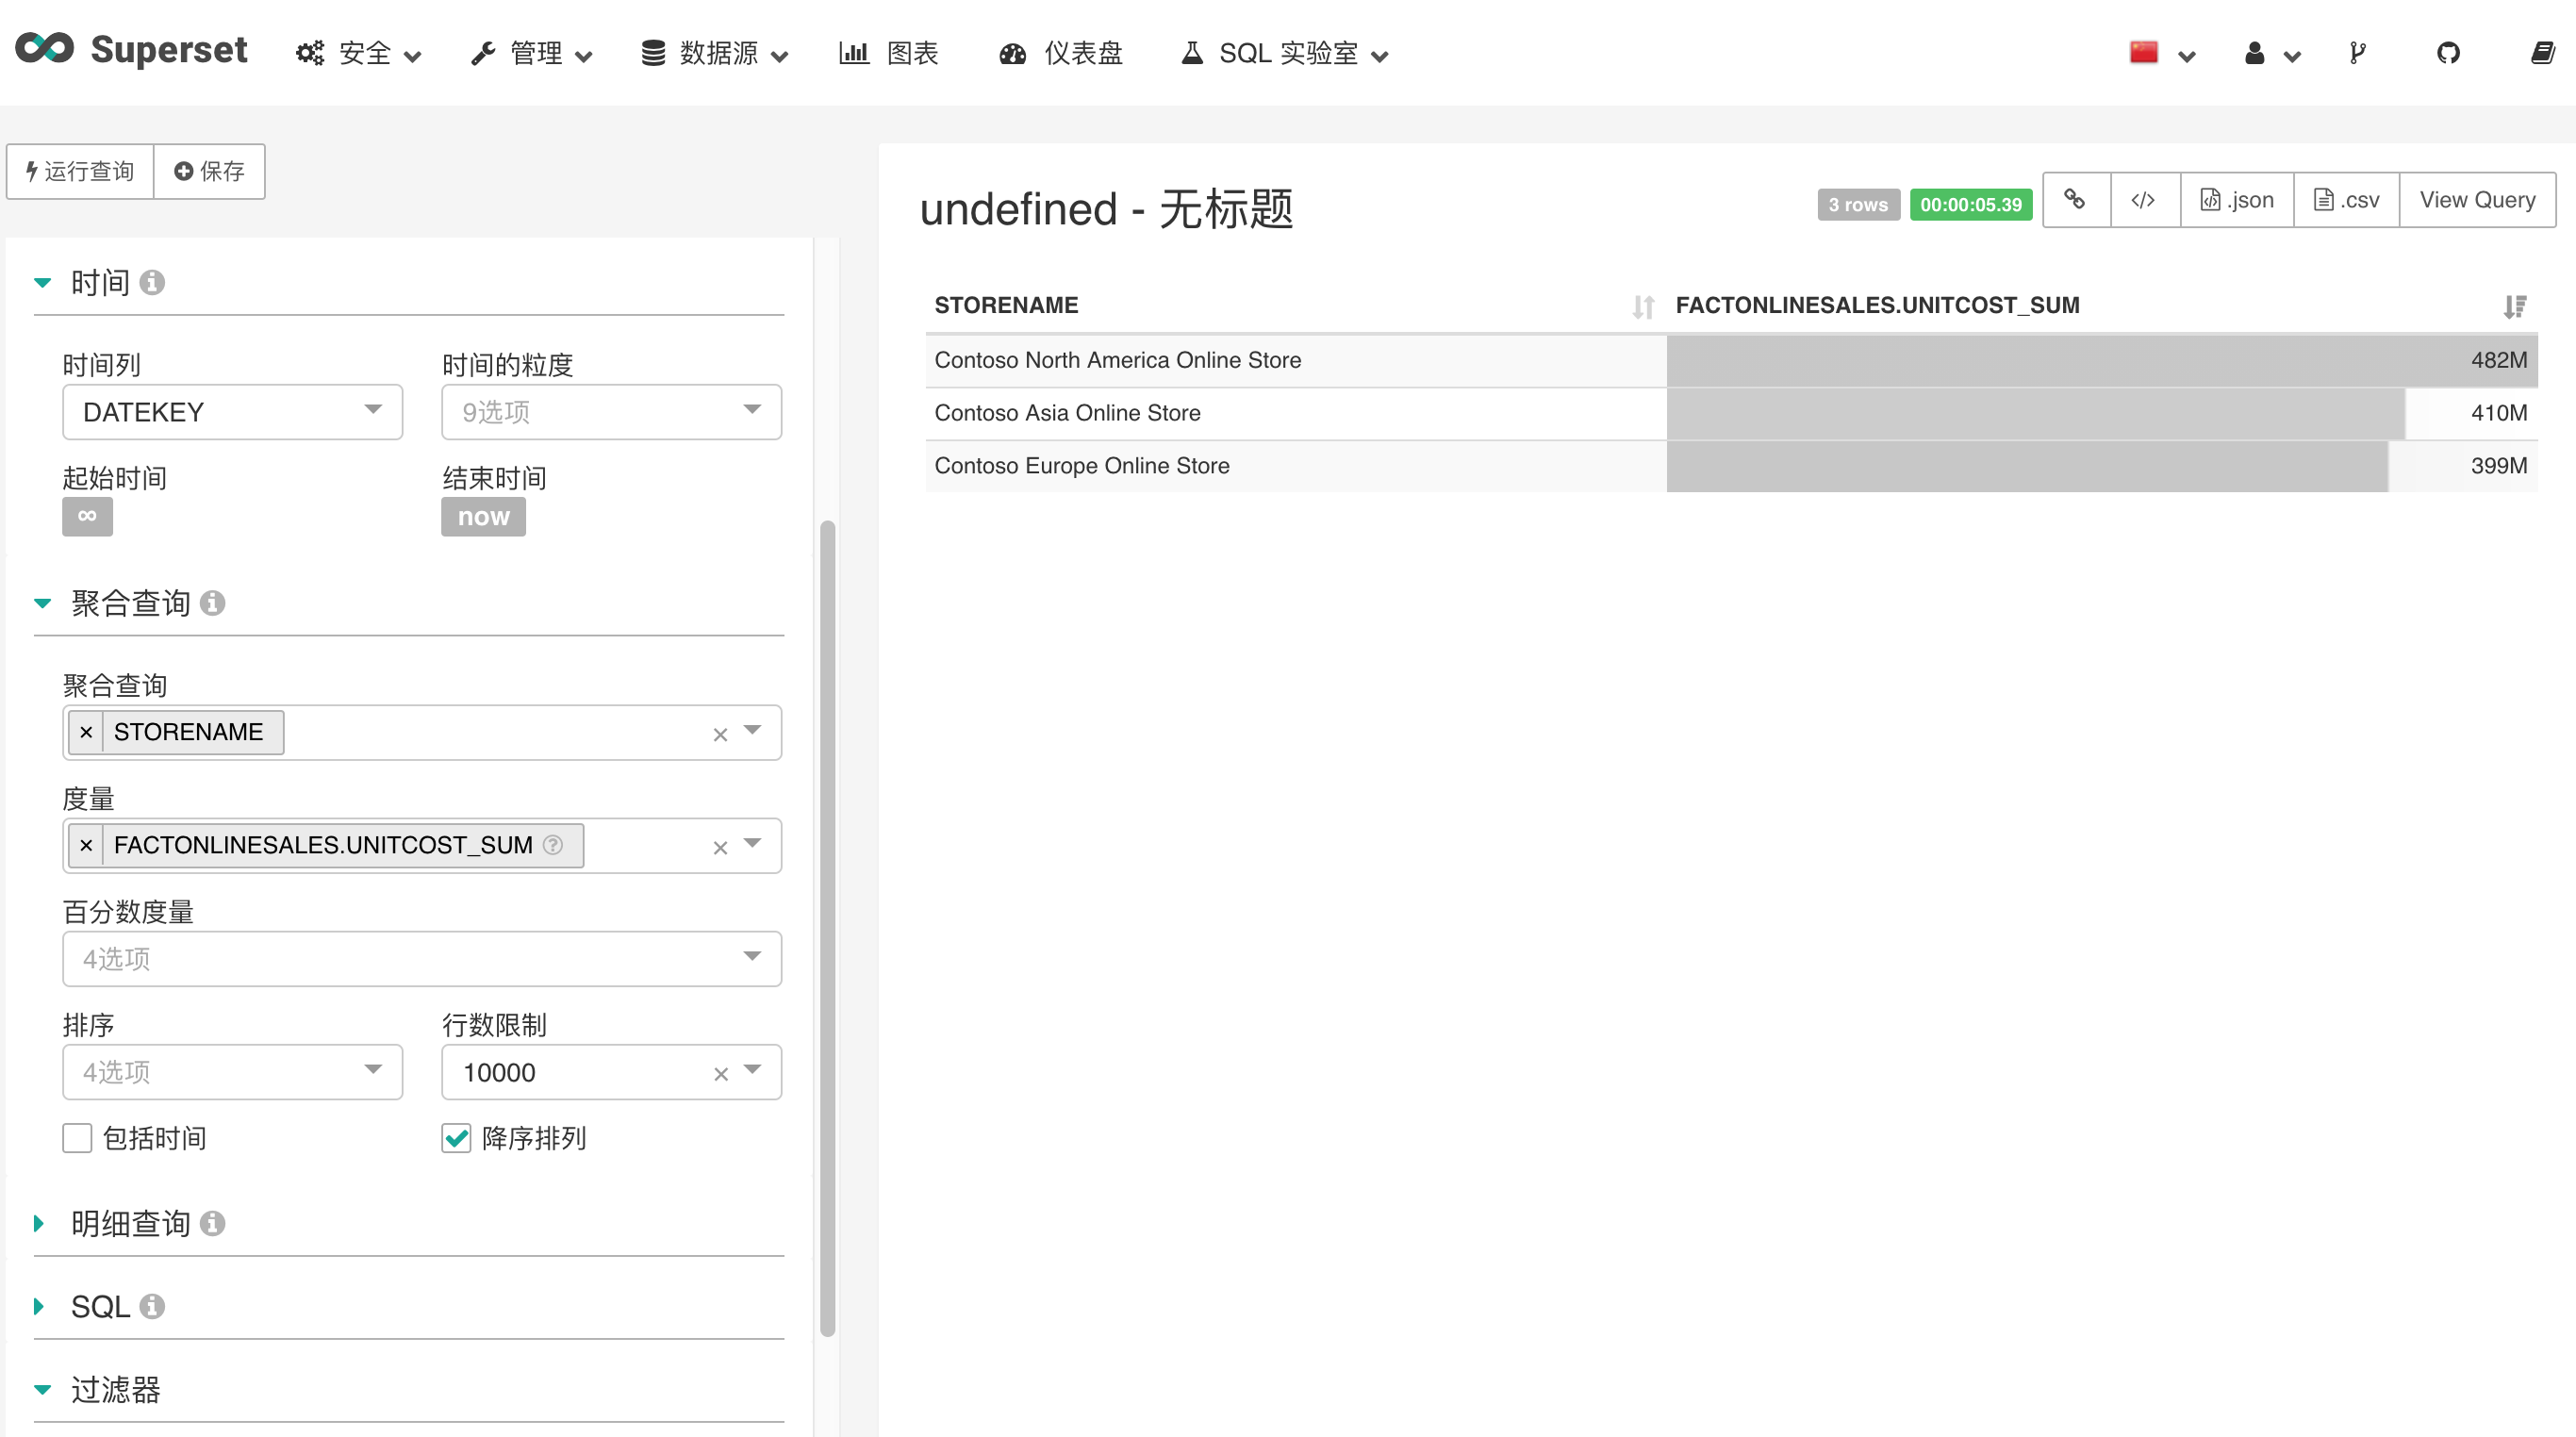 Superset 安全 管理 数据源 图表 仪表盘 SQL 实验室
运行查询 保存
时间
时间列 时间的粒度
DATEKEY 9选项
起始时间 结束时间
∞ now
聚合查询
聚合查询
× STORENAME ×
度量
× FACTONLINESALES.UNITCOST_SUM ? ×
百分数度量
4选项
排序 行数限制
4选项 10000 ×
包括时间 降序排列
明细查询
SQL
过滤器
undefined - 无标题
3 rows 00:00:05.39 </> .json .csv View Query
STORENAME FACTONLINESALES.UNITCOST_SUM
Contoso North America Online Store 482M
Contoso Asia Online Store 410M
Contoso Europe Online Store 399M